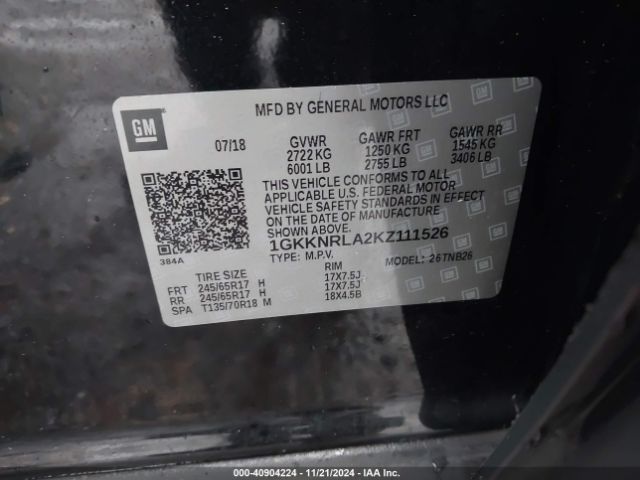 MFD BY GENERAL MOTORS LLC
GM
07/18 GVWR GAWR FRT GAWR RR
2722 KG 1250 KG 1545 KG
6001 LB 2755 LB 3406 LB
THIS VEHICLE CONFORMS TO ALL
APPLICABLE U.S. FEDERAL MOTOR
VEHICLE SAFETY STANDARDS IN EFFECT
ON THE DATE OF MANUFACTURE
SHOWN ABOVE.
1GKKNRLA2KZ111526
384A
TYPE: M.P.V. MODEL: 26TNB26
TIRE SIZE RIM
FRT 245/65R17 H 17X7.5J
RR 245/65R17 H 17X7.5J
SPA T135/70R18 M 18X4.5B
000-40904224 — 11/21/2024 — IAA Inc.